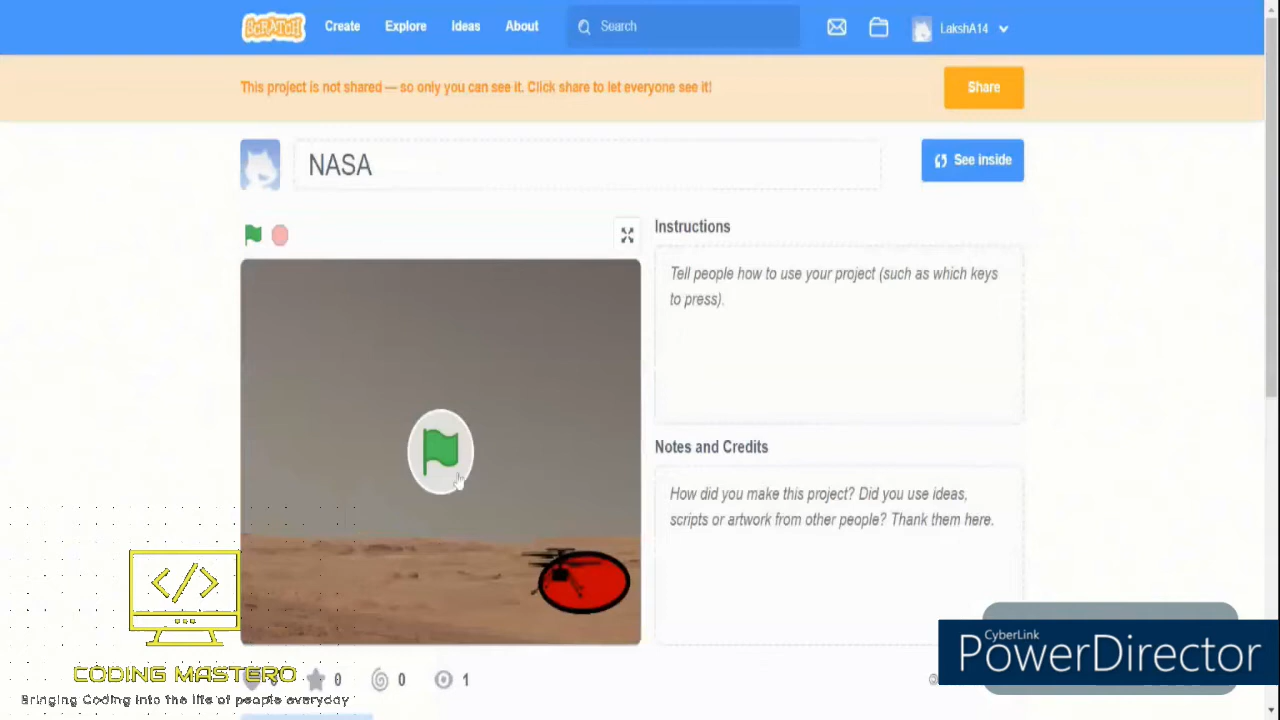 SCRATCH Create Explore Ideas About Search LakshA14
This project is not shared — so only you can see it. Click share to let everyone see it! Share
NASA
See inside
Instructions
Tell people how to use your project (such as which keys
to press).
Notes and Credits
How did you make this project? Did you use ideas,
scripts or artwork from other people? Thank them here.
</>
CODING MASTERO
Bringing Coding into the life of people everyday
0 0 1
CyberLink
PowerDirector